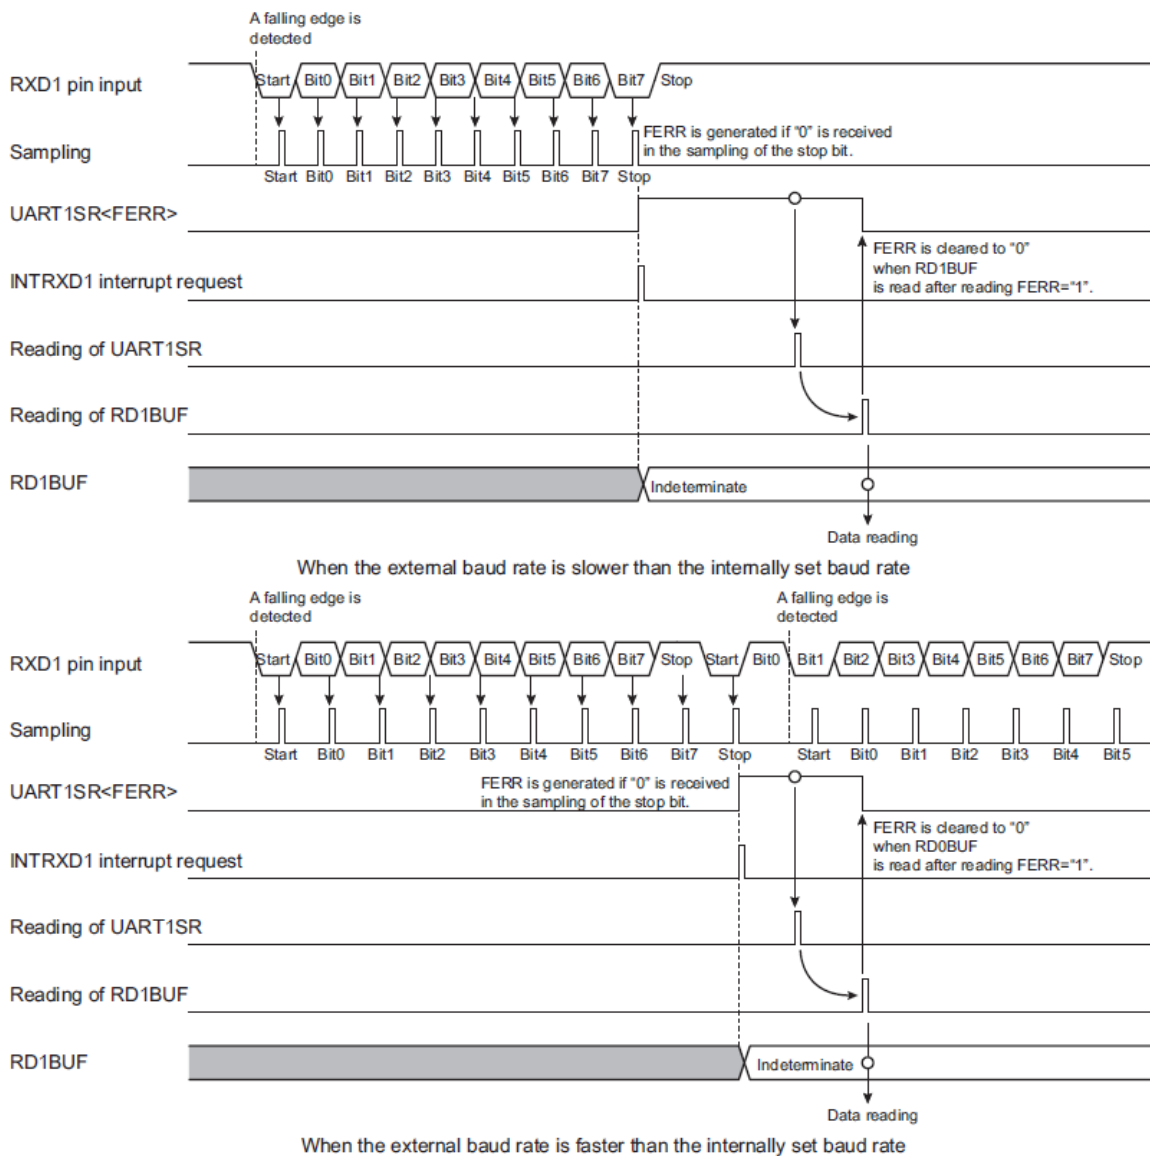 A falling edge is
detected
RXD1 pin input
Start Bit0 Bit1 Bit2 Bit3 Bit4 Bit5 Bit6 Bit7 Stop
FERR is generated if “0” is received
in the sampling of the stop bit.
Sampling
Start Bit0 Bit1 Bit2 Bit3 Bit4 Bit5 Bit6 Bit7 Stop
UART1SR<FERR>
FERR is cleared to “0”
when RD1BUF
is read after reading FERR=“1”.
INTRXD1 interrupt request
Reading of UART1SR
Reading of RD1BUF
RD1BUF
Indeterminate
Data reading
When the external baud rate is slower than the internally set baud rate
A falling edge is
detected
A falling edge is
detected
RXD1 pin input
Start Bit0 Bit1 Bit2 Bit3 Bit4 Bit5 Bit6 Bit7 Stop Start Bit0 Bit1 Bit2 Bit3 Bit4 Bit5 Bit6 Bit7 Stop
Sampling
Start Bit0 Bit1 Bit2 Bit3 Bit4 Bit5 Bit6 Bit7 Stop Start Bit0 Bit1 Bit2 Bit3 Bit4 Bit5
FERR is generated if “0” is received
in the sampling of the stop bit.
UART1SR<FERR>
FERR is cleared to “0”
when RD0BUF
is read after reading FERR=“1”.
INTRXD1 interrupt request
Reading of UART1SR
Reading of RD1BUF
RD1BUF
Indeterminate
Data reading
When the external baud rate is faster than the internally set baud rate